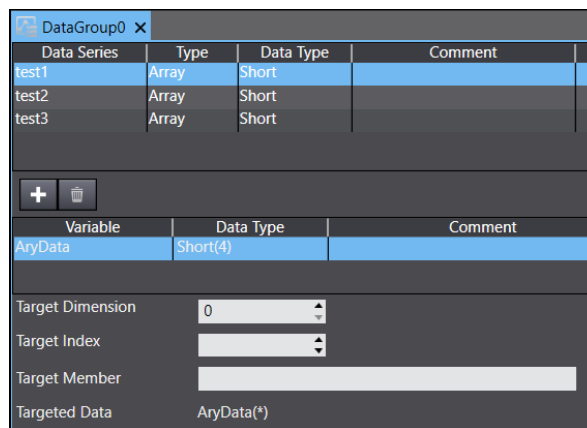 DataGroup0 ×
Data Series Type Data Type Comment
test1 Array Short
test2 Array Short
test3 Array Short
+
Variable Data Type Comment
AryData Short(4)
Target Dimension 0
Target Index
Target Member
Targeted Data AryData(*)